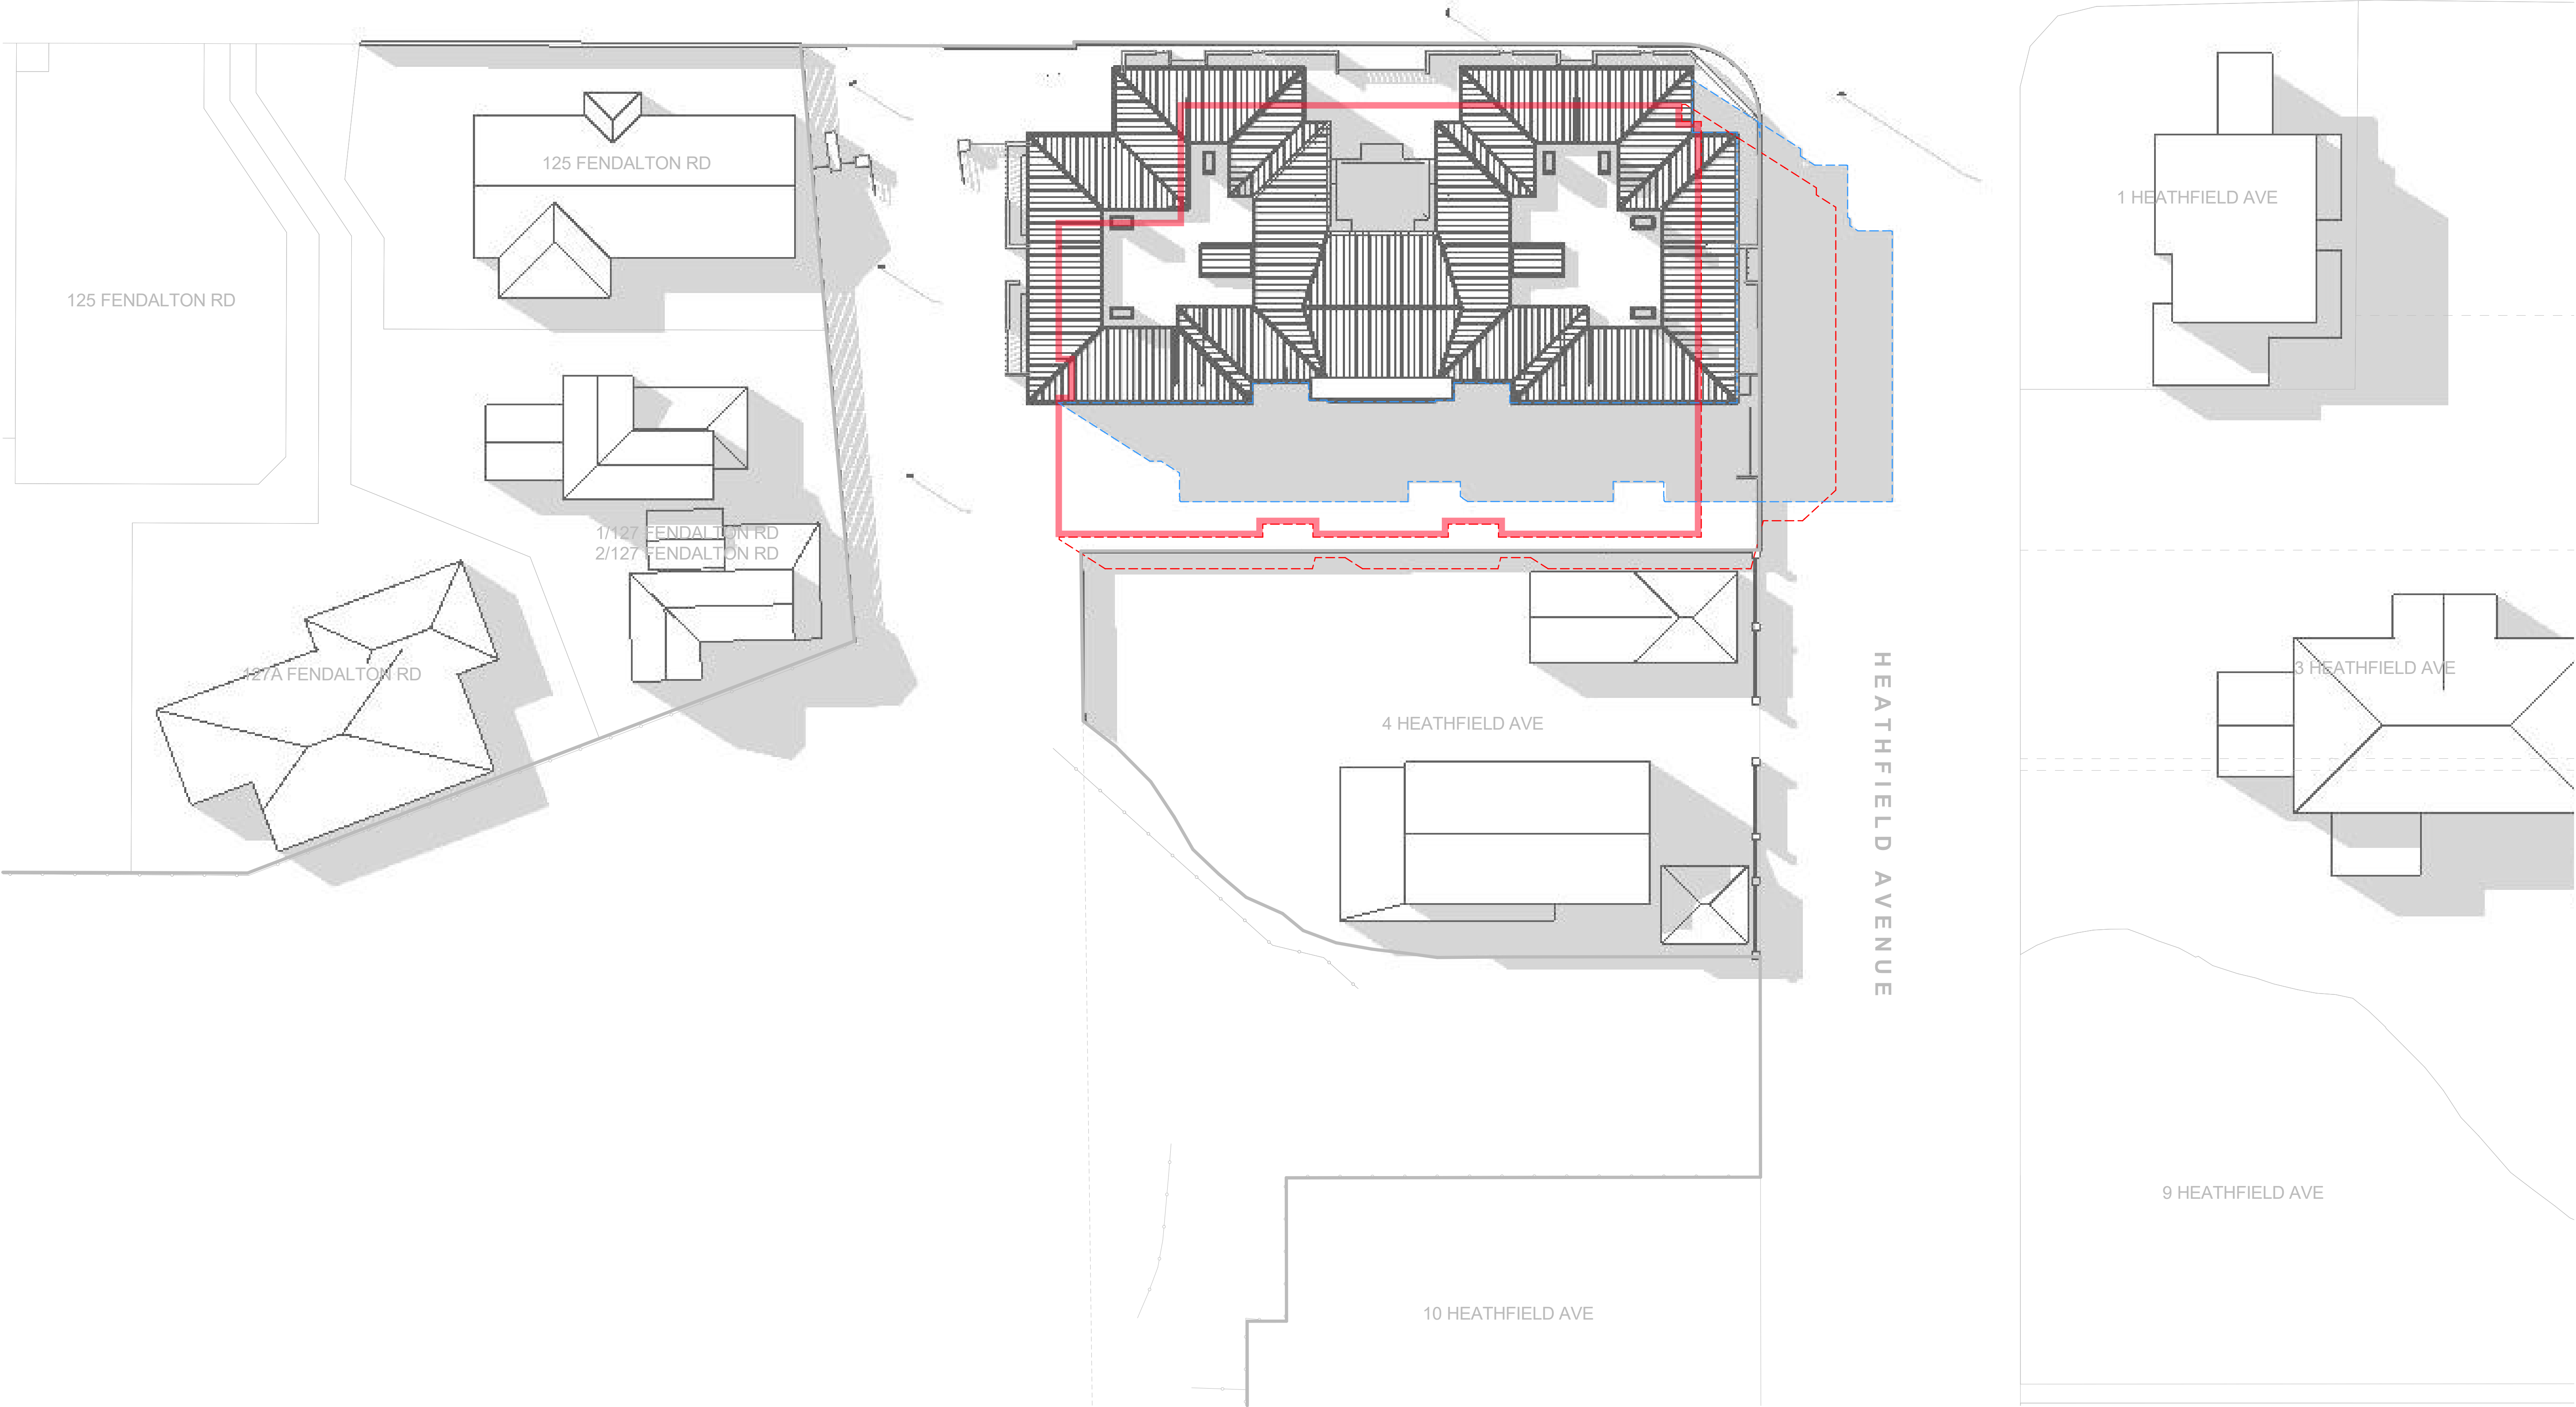 125 FENDALTON RD
1 HEATHFIELD AVE
125 FENDALTON RD
1/127 FENDALTON RD
2/127 FENDALTON RD
127A FENDALTON RD
3 HEATHFIELD AVE
4 HEATHFIELD AVE
HEATHFIELD AVENUE
9 HEATHFIELD AVE
10 HEATHFIELD AVE